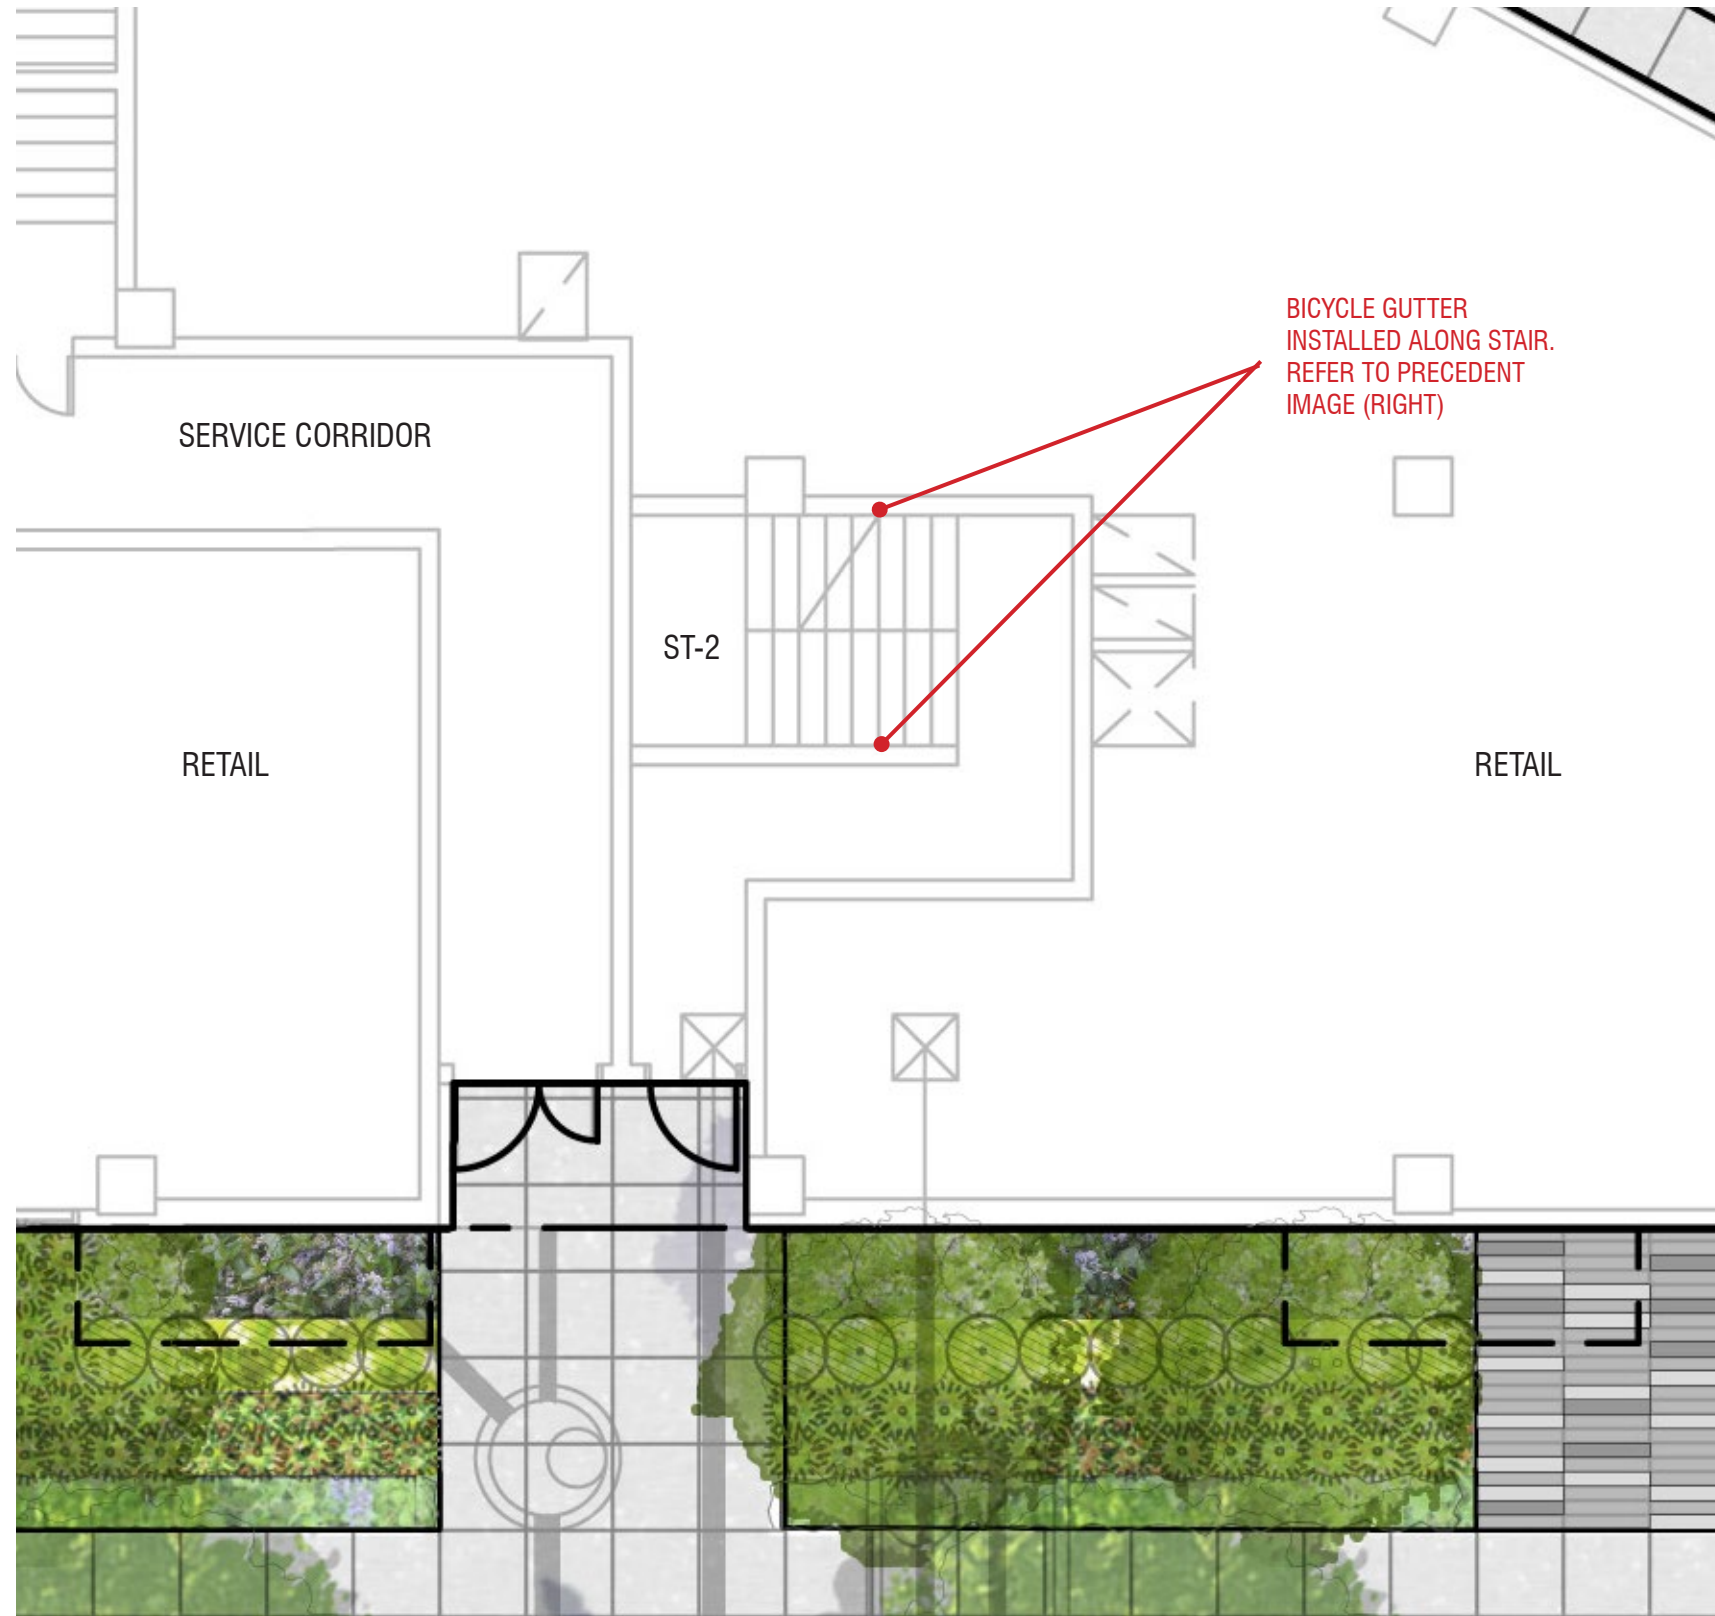 BICYCLE GUTTER
INSTALLED ALONG STAIR.
REFER TO PRECEDENT
IMAGE (RIGHT)
SERVICE CORRIDOR
ST-2
RETAIL
RETAIL